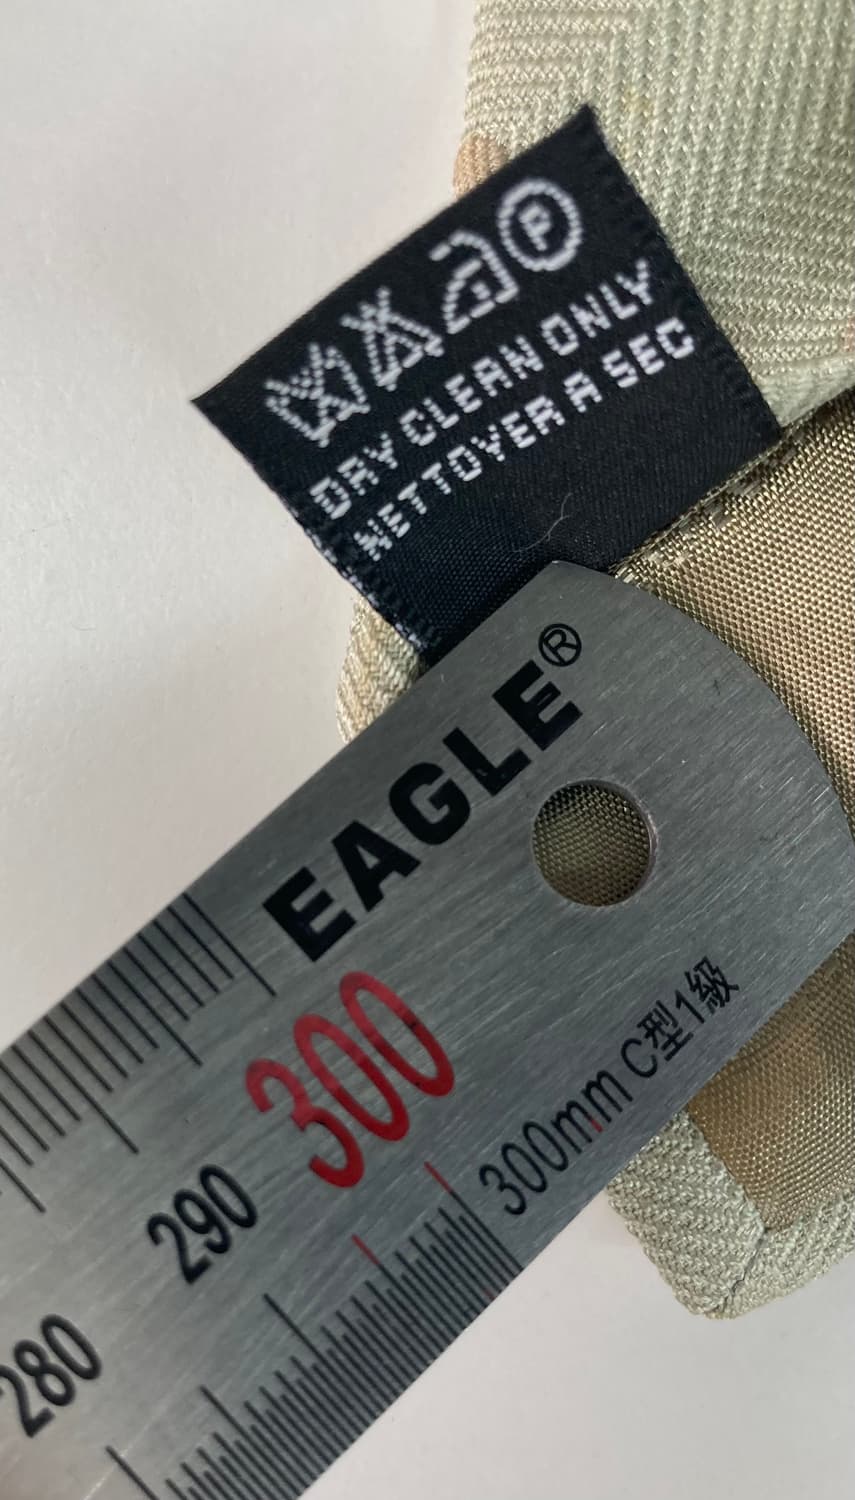 P
DRY CLEAN ONLY
NETTOYER A SEC
EAGLE®
300
300mm C型1級
290
280